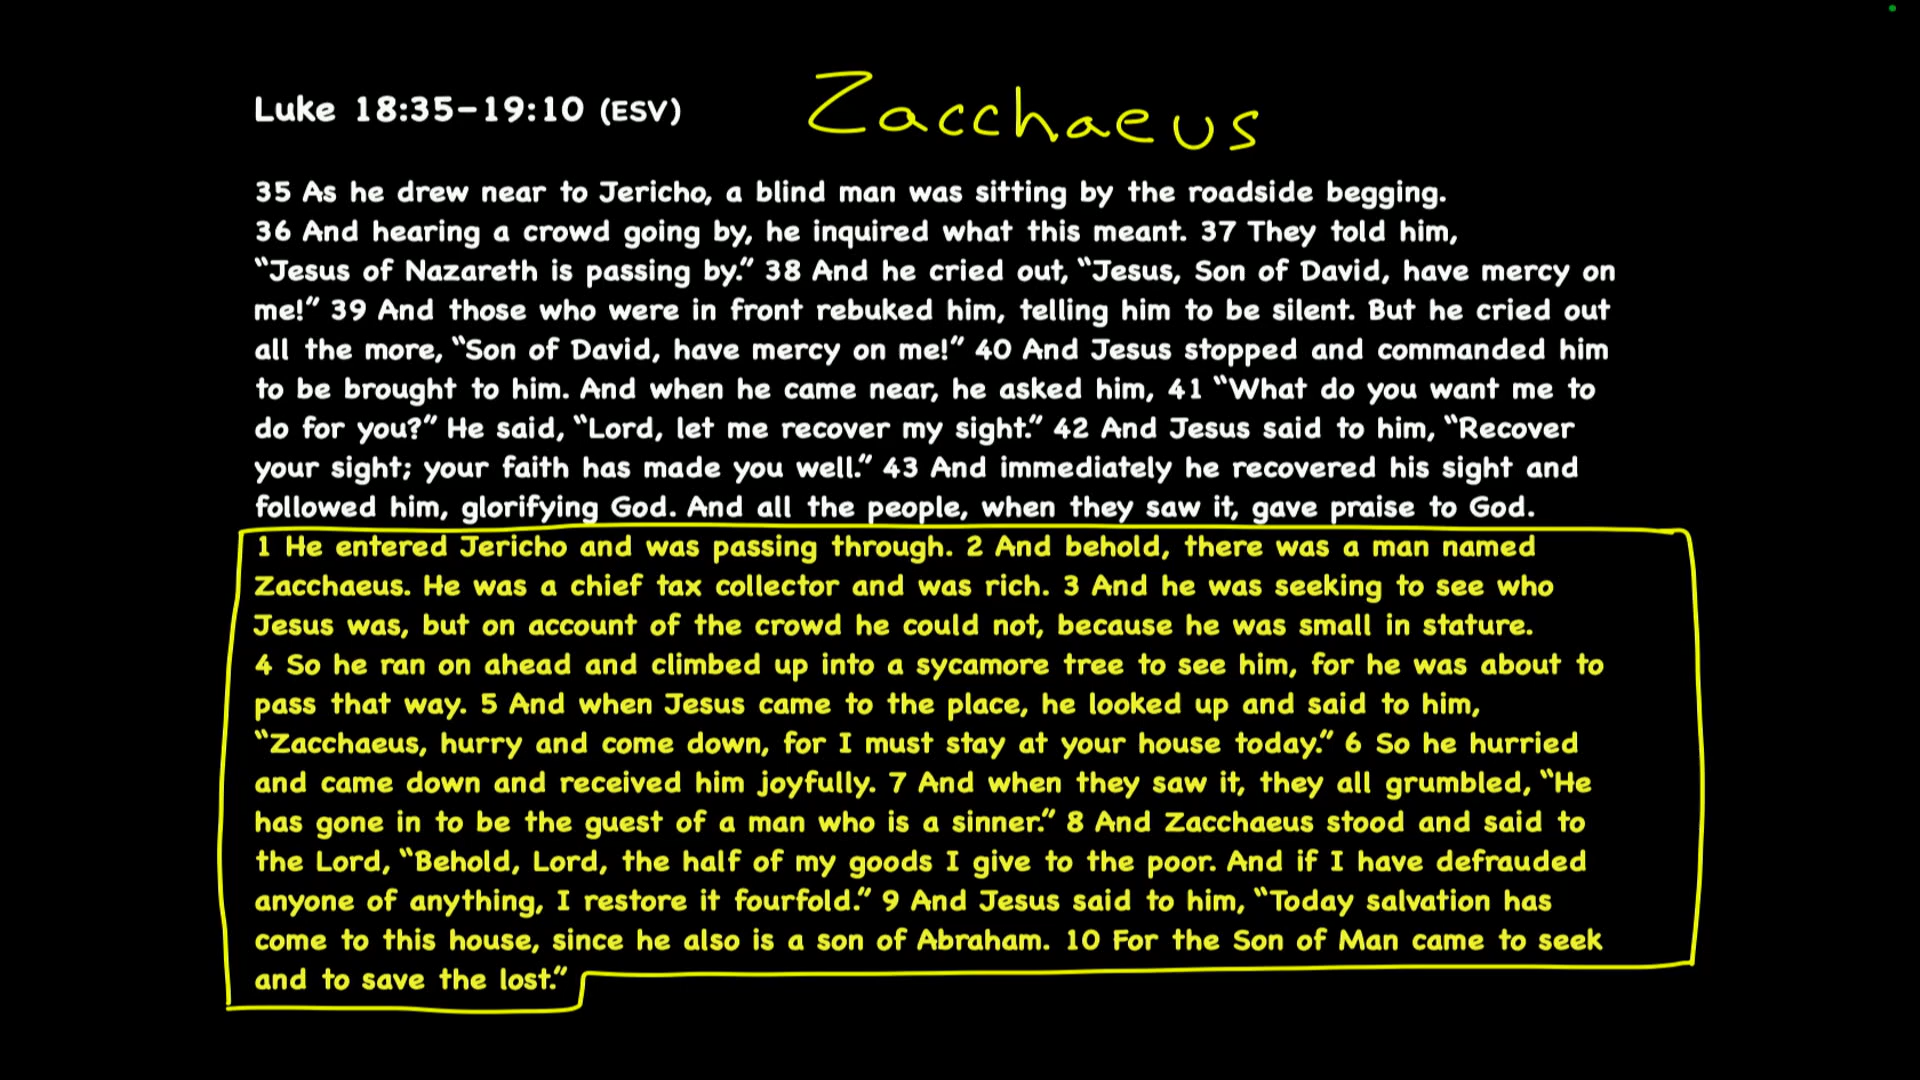 Luke 18:35–19:10 (ESV) Zacchaeus
35 As he drew near to Jericho, a blind man was sitting by the roadside begging.
36 And hearing a crowd going by, he inquired what this meant. 37 They told him,
“Jesus of Nazareth is passing by.” 38 And he cried out, “Jesus, Son of David, have mercy on
me!” 39 And those who were in front rebuked him, telling him to be silent. But he cried out
all the more, “Son of David, have mercy on me!” 40 And Jesus stopped and commanded him
to be brought to him. And when he came near, he asked him, 41 “What do you want me to
do for you?” He said, “Lord, let me recover my sight.” 42 And Jesus said to him, “Recover
your sight; your faith has made you well.” 43 And immediately he recovered his sight and
followed him, glorifying God. And all the people, when they saw it, gave praise to God.
1 He entered Jericho and was passing through. 2 And behold, there was a man named
Zacchaeus. He was a chief tax collector and was rich. 3 And he was seeking to see who
Jesus was, but on account of the crowd he could not, because he was small in stature.
4 So he ran on ahead and climbed up into a sycamore tree to see him, for he was about to
pass that way. 5 And when Jesus came to the place, he looked up and said to him,
“Zacchaeus, hurry and come down, for I must stay at your house today.” 6 So he hurried
and came down and received him joyfully. 7 And when they saw it, they all grumbled, “He
has gone in to be the guest of a man who is a sinner.” 8 And Zacchaeus stood and said to
the Lord, “Behold, Lord, the half of my goods I give to the poor. And if I have defrauded
anyone of anything, I restore it fourfold.” 9 And Jesus said to him, “Today salvation has
come to this house, since he also is a son of Abraham. 10 For the Son of Man came to seek
and to save the lost.”